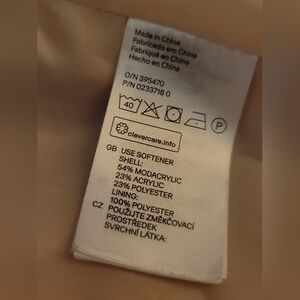 Made in China
Fabricado em China
Fabriqué en Chine
Hecho en China
O/N 395470
P/N 0233718 0
40
P
clevercare.info
GB USE SOFTENER
SHELL:
54% MODACRYLIC
23% ACRYLIC
23% POLYESTER
LINING:
100% POLYESTER
CZ POUŽIJTE ZMĚKČOVACÍ
PROSTŘEDEK
SVRCHNÍ LÁTKA: